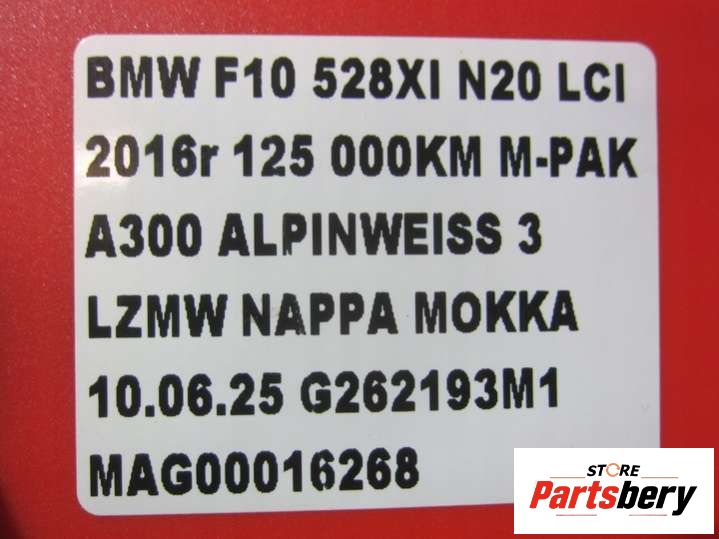 BMW F10 528XI N20 LCI
2016r 125 000KM M-PAK
A300 ALPINWEISS 3
LZMW NAPPA MOKKA
10.06.25 G262193M1
MAG00016268
STORE
Partsbery